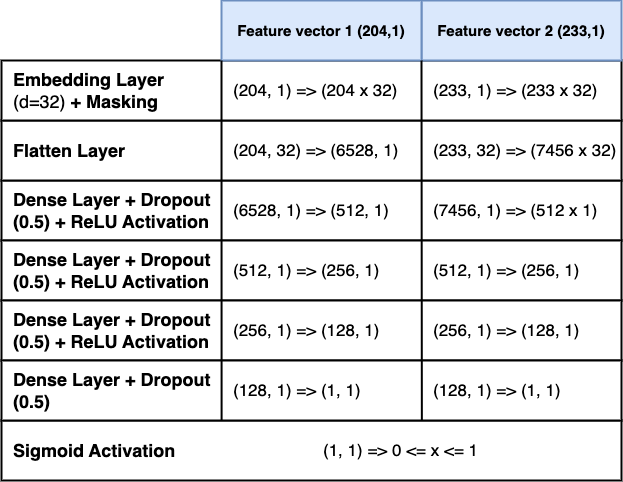 Feature vector 1 (204,1) Feature vector 2 (233,1)
Embedding Layer
(d=32) + Masking
(204, 1) => (204 x 32) (233, 1) => (233 x 32)
Flatten Layer (204, 32) => (6528, 1) (233, 32) => (7456 x 32)
Dense Layer + Dropout
(0.5) + ReLU Activation
(6528, 1) => (512, 1) (7456, 1) => (512 x 1)
Dense Layer + Dropout
(0.5) + ReLU Activation
(512, 1) => (256, 1) (512, 1) => (256, 1)
Dense Layer + Dropout
(0.5) + ReLU Activation
(256, 1) => (128, 1) (256, 1) => (128, 1)
Dense Layer + Dropout
(0.5)
(128, 1) => (1, 1) (128, 1) => (1, 1)
Sigmoid Activation (1, 1) => 0 <= x <= 1